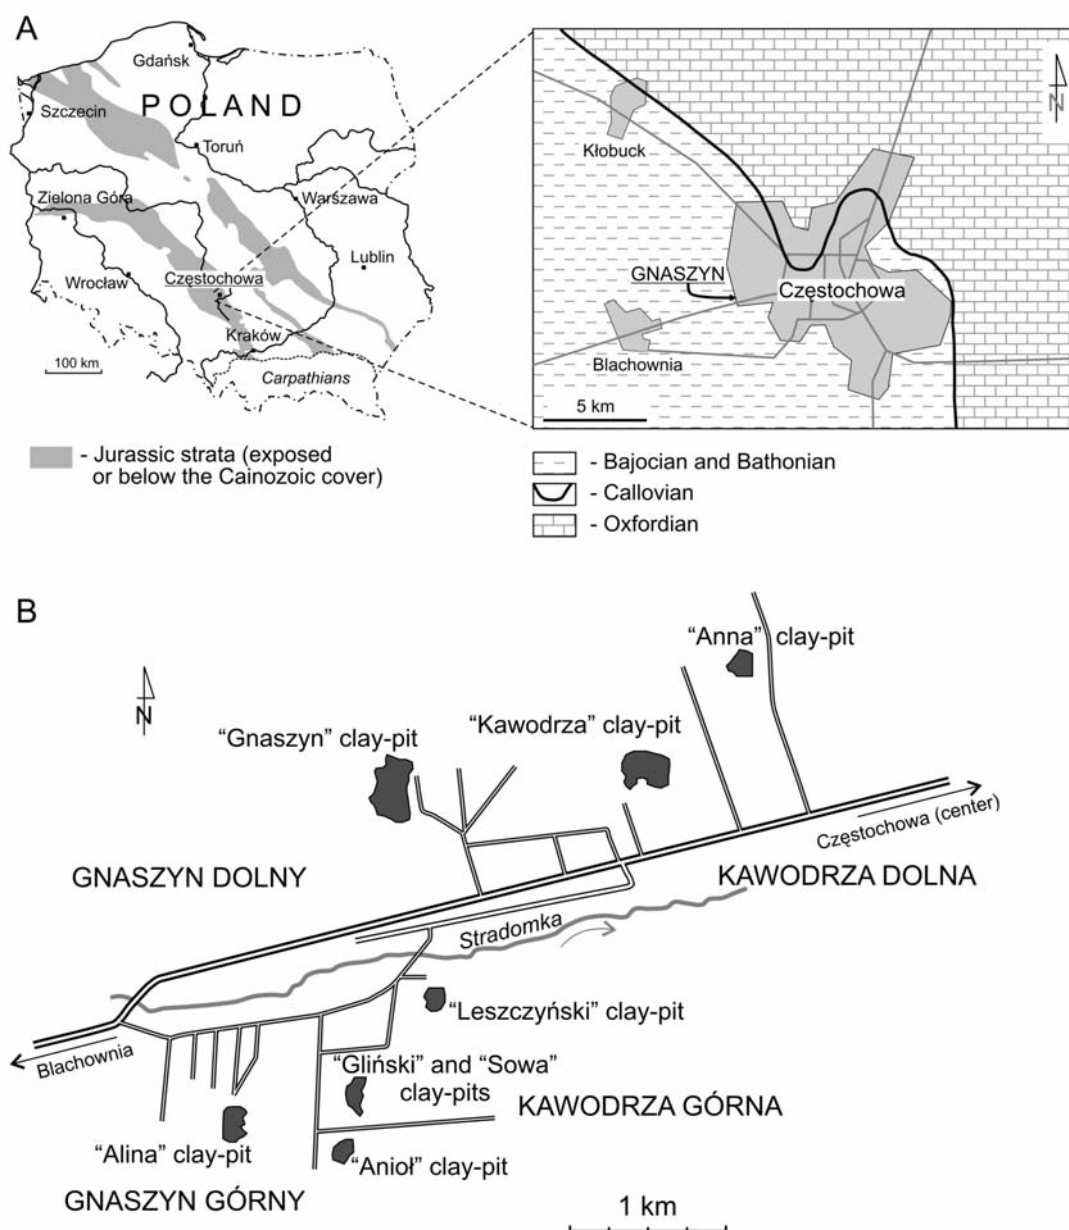 A
Gdańsk
POLAND
Szczecin
Toruń
Zielona Góra
Warszawa
Wrocław
Częstochowa
Lublin
Kraków
Carpathians
100 km
- Jurassic strata (exposed
or below the Cainozoic cover)
N
Kłobuck
GNASZYN
Częstochowa
Blachownia
5 km
- Bajocian and Bathonian
- Callovian
- Oxfordian
B
N
"Anna" clay-pit
"Gnaszyn" clay-pit
"Kawodrza" clay-pit
Częstochowa (center)
GNASZYN DOLNY
KAWODRZA DOLNA
Stradomka
"Leszczyński" clay-pit
Blachownia
"Gliński" and "Sowa"
clay-pits
KAWODRZA GÓRNA
"Alina" clay-pit
"Anioł" clay-pit
GNASZYN GÓRNY
1 km